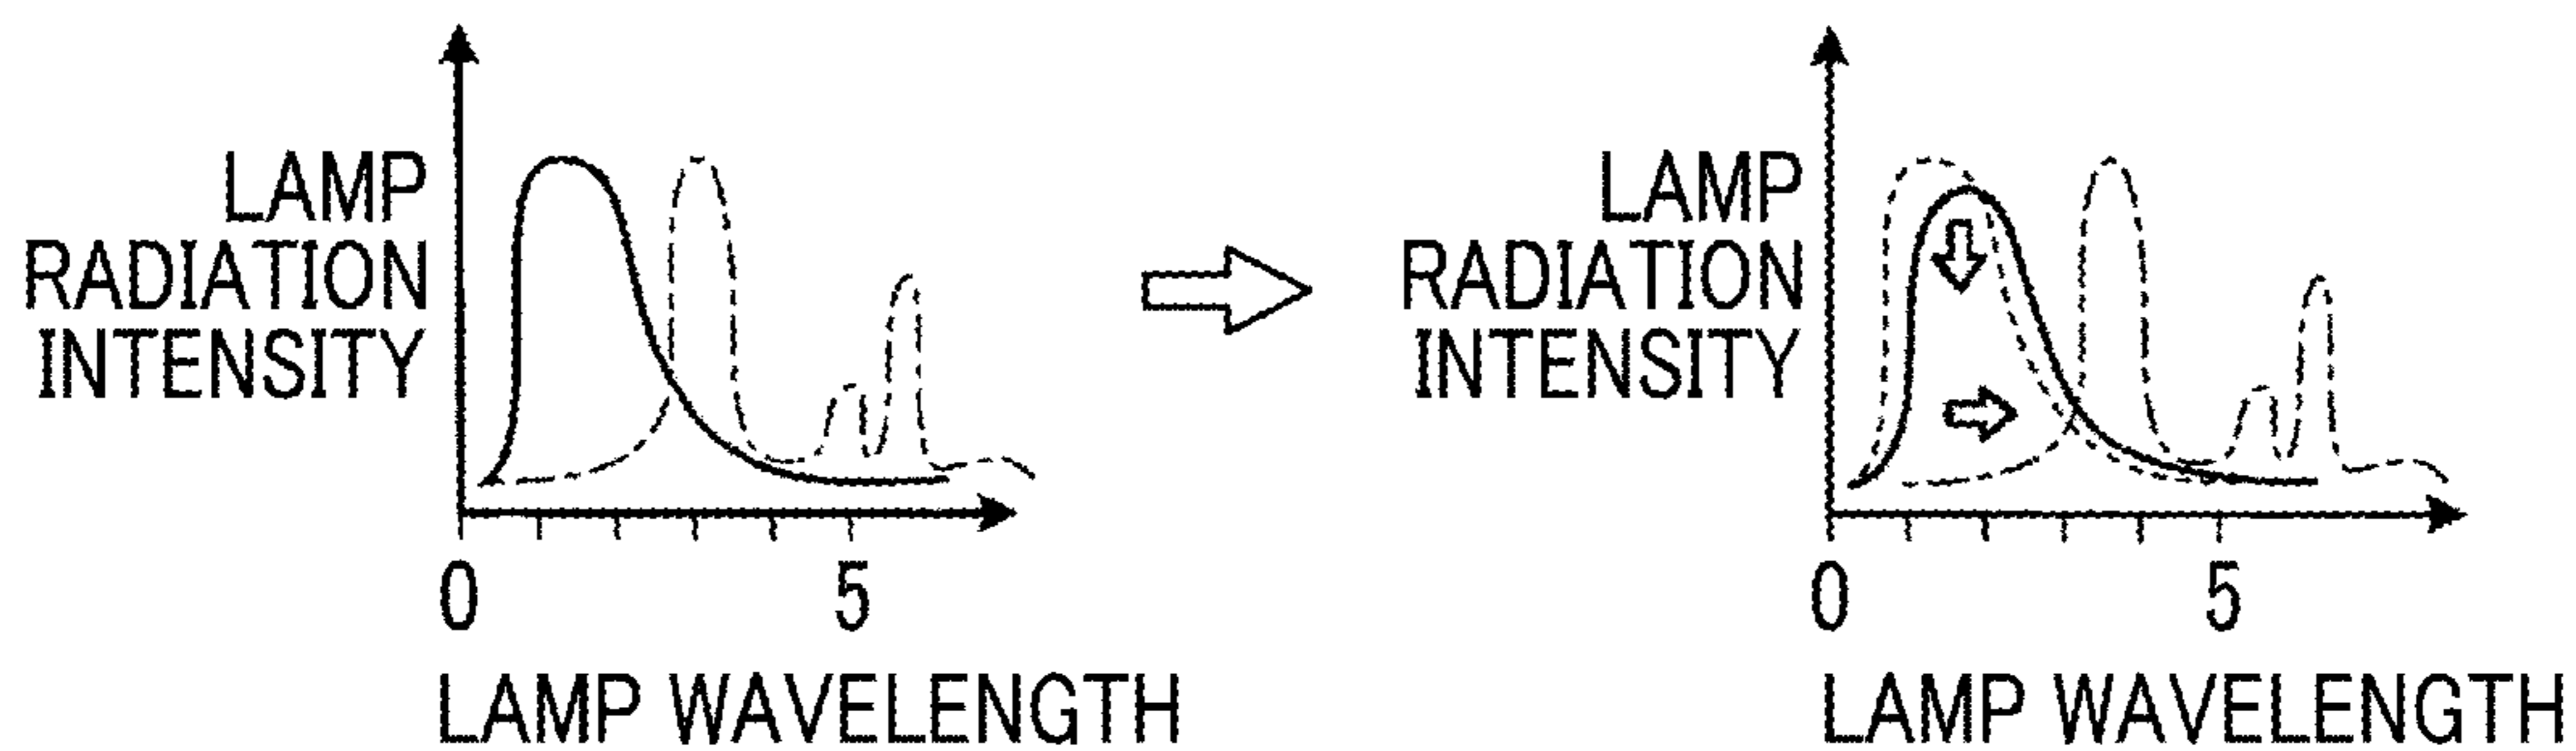 LAMP
RADIATION
INTENSITY
0
5
LAMP WAVELENGTH
LAMP
RADIATION
INTENSITY
0
5
LAMP WAVELENGTH